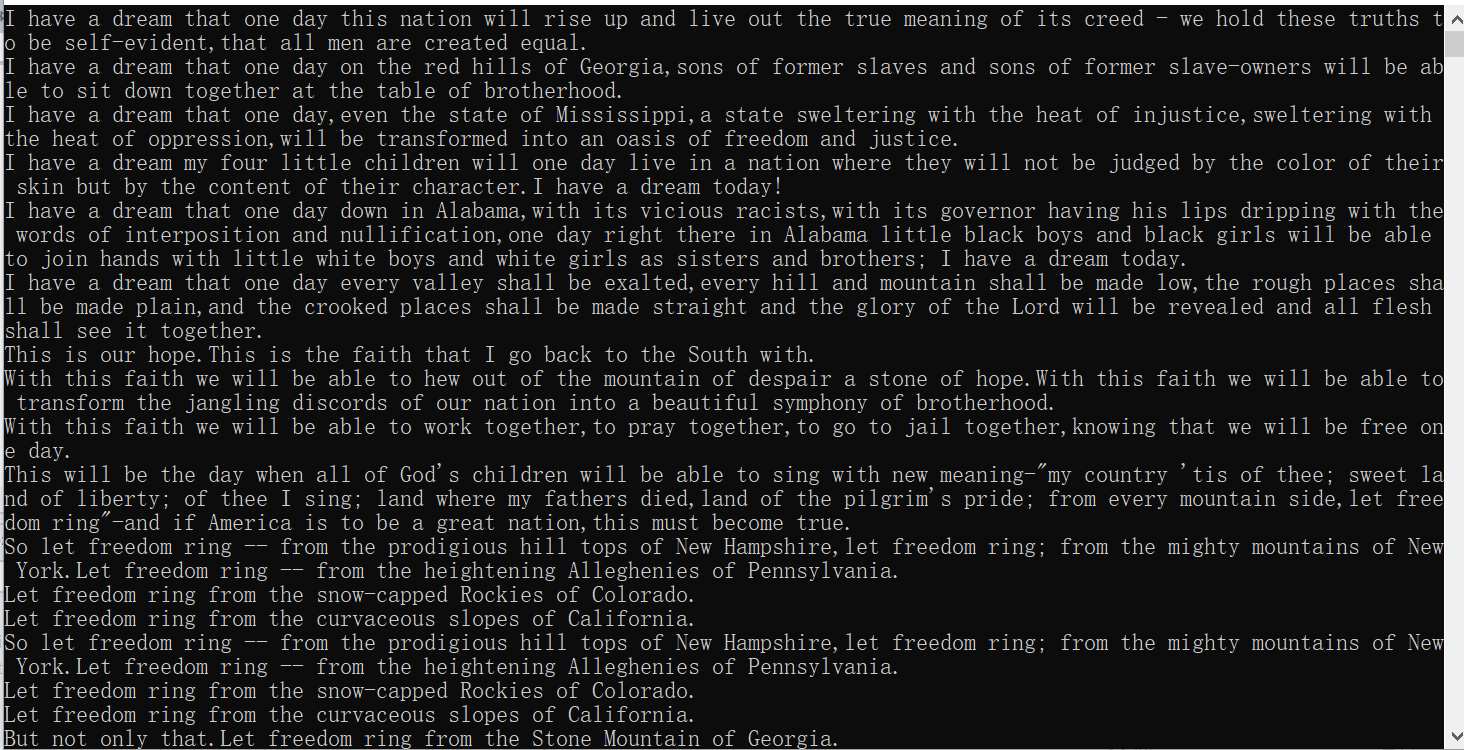 I have a dream that one day this nation will rise up and live out the true meaning of its creed - we hold these truths t
o be self-evident,that all men are created equal.
I have a dream that one day on the red hills of Georgia,sons of former slaves and sons of former slave-owners will be ab
le to sit down together at the table of brotherhood.
I have a dream that one day,even the state of Mississippi,a state sweltering with the heat of injustice,sweltering with
the heat of oppression,will be transformed into an oasis of freedom and justice.
I have a dream my four little children will one day live in a nation where they will not be judged by the color of their
 skin but by the content of their character.I have a dream today!
I have a dream that one day down in Alabama,with its vicious racists,with its governor having his lips dripping with the
 words of interposition and nullification,one day right there in Alabama little black boys and black girls will be able
to join hands with little white boys and white girls as sisters and brothers; I have a dream today.
I have a dream that one day every valley shall be exalted,every hill and mountain shall be made low,the rough places sha
ll be made plain,and the crooked places shall be made straight and the glory of the Lord will be revealed and all flesh
shall see it together.
This is our hope.This is the faith that I go back to the South with.
With this faith we will be able to hew out of the mountain of despair a stone of hope.With this faith we will be able to
 transform the jangling discords of our nation into a beautiful symphony of brotherhood.
With this faith we will be able to work together,to pray together,to go to jail together,knowing that we will be free on
e day.
This will be the day when all of God's children will be able to sing with new meaning-"my country 'tis of thee; sweet la
nd of liberty; of thee I sing; land where my fathers died,land of the pilgrim's pride; from every mountain side,let free
dom ring"-and if America is to be a great nation,this must become true.
So let freedom ring -- from the prodigious hill tops of New Hampshire,let freedom ring; from the mighty mountains of New
 York.Let freedom ring -- from the heightening Alleghenies of Pennsylvania.
Let freedom ring from the snow-capped Rockies of Colorado.
Let freedom ring from the curvaceous slopes of California.
So let freedom ring -- from the prodigious hill tops of New Hampshire,let freedom ring; from the mighty mountains of New
 York.Let freedom ring -- from the heightening Alleghenies of Pennsylvania.
Let freedom ring from the snow-capped Rockies of Colorado.
Let freedom ring from the curvaceous slopes of California.
But not only that.Let freedom ring from the Stone Mountain of Georgia.